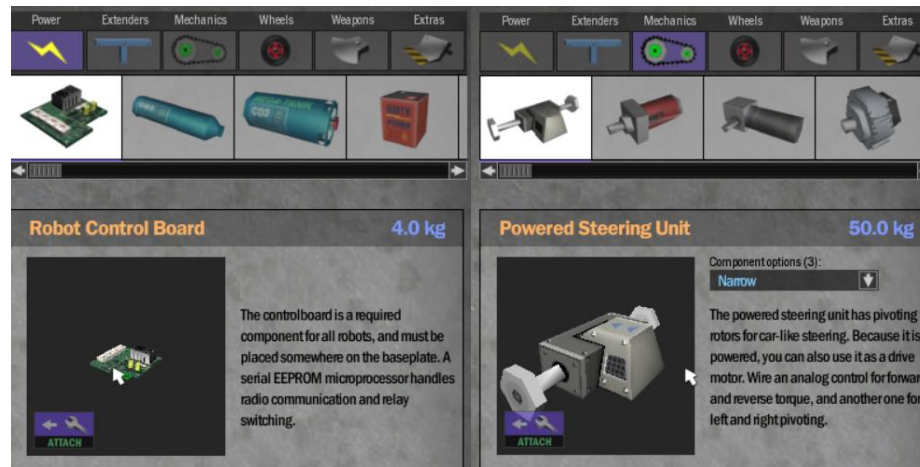 Power Extenders Mechanics Wheels Weapons Extras
CO2
Robot Control Board 4.0 kg
The controlboard is a required
component for all robots, and must be
placed somewhere on the baseplate. A
serial EEPROM microprocessor handles
radio communication and relay
switching.
ATTACH
Power Extenders Mechanics Wheels Weapons Extras
Powered Steering Unit 50.0 kg
Component options (3):
Narrow
The powered steering unit has pivoting
rotors for car-like steering. Because it is
powered, you can also use it as a drive
motor. Wire an analog control for forwar
and reverse torque, and another one for
left and right pivoting.
ATTACH